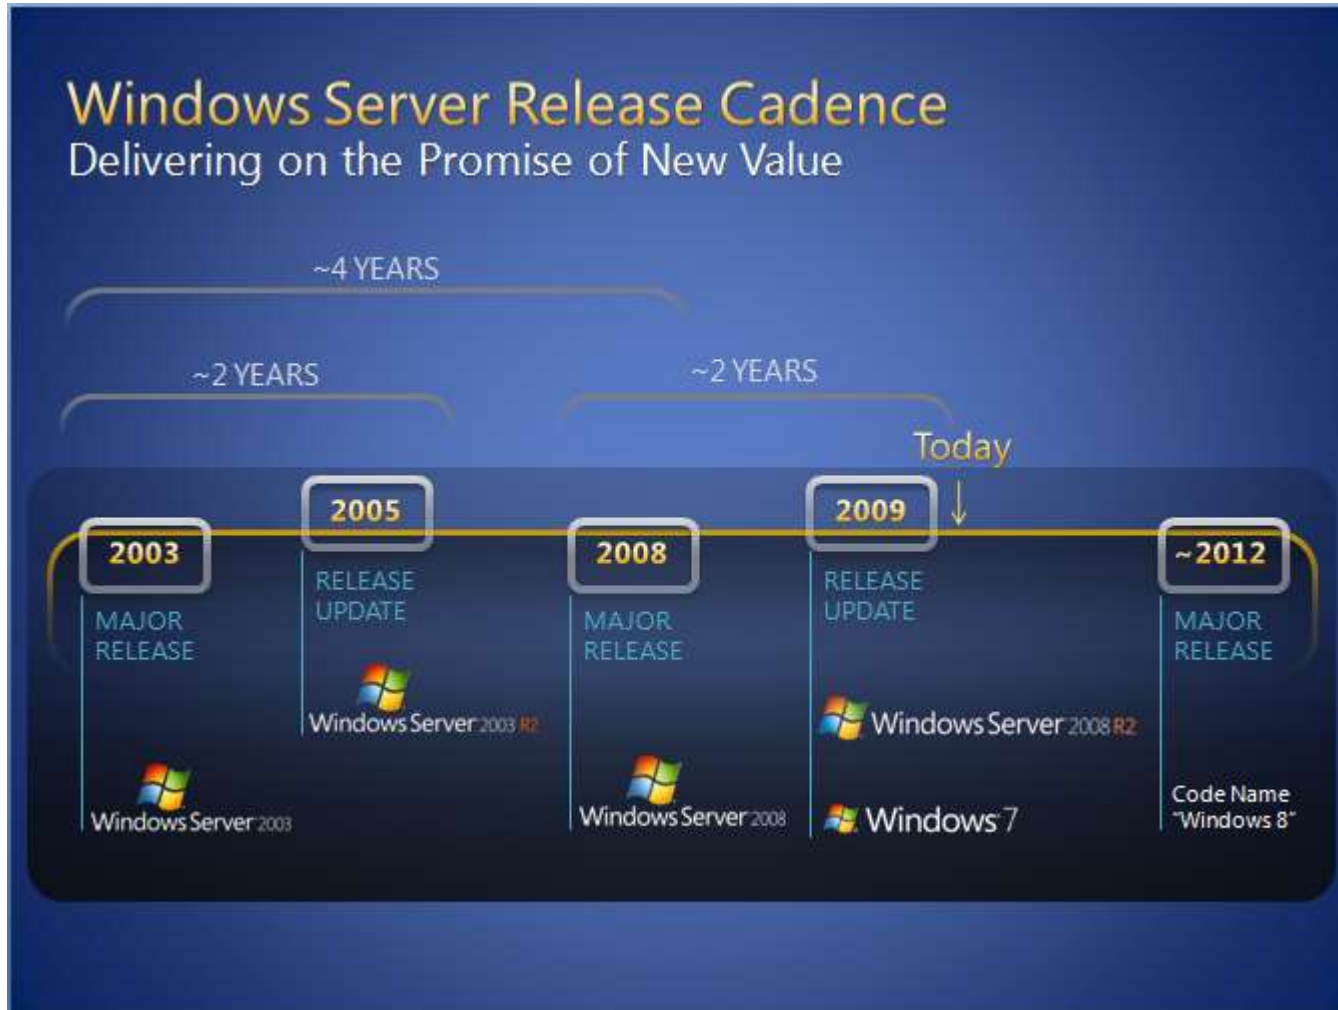 Windows Server Release Cadence
Delivering on the Promise of New Value
~4 YEARS
~2 YEARS
~2 YEARS
Today
2003
MAJOR
RELEASE
Windows Server 2003
2005
RELEASE
UPDATE
Windows Server 2003 R2
2008
MAJOR
RELEASE
Windows Server 2008
2009
RELEASE
UPDATE
Windows Server 2008 R2
Windows 7
~2012
MAJOR
RELEASE
Code Name
"Windows 8"